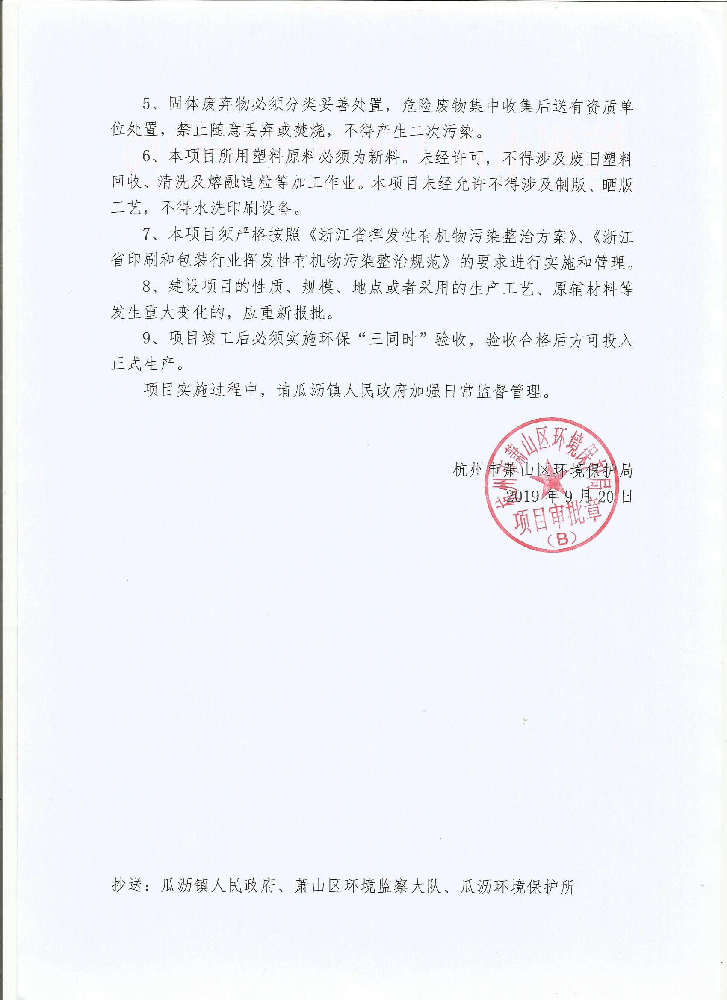 5、固体废弃物必须分类妥善处置，危险废物集中收集后送有资质单
位处置，禁止随意丢弃或焚烧，不得产生二次污染。
6、本项目所用塑料原料必须为新料。未经许可，不得涉及废旧塑料
回收、清洗及熔融造粒等加工作业。本项目未经允许不得涉及制版、晒版
工艺，不得水洗印刷设备。
7、本项目须严格按照《浙江省挥发性有机物污染整治方案》、《浙江
省印刷和包装行业挥发性有机物污染整治规范》的要求进行实施和管理。
8、建设项目的性质、规模、地点或者采用的生产工艺、原辅材料等
发生重大变化的，应重新报批。
9、项目竣工后必须实施环保“三同时”验收，验收合格后方可投入
正式生产。
项目实施过程中，请瓜沥镇人民政府加强日常监督管理。
杭州市萧山区环境保护局
2019年9月20日
杭州市萧山区环境保护局
项目审批章
（B）
抄送：瓜沥镇人民政府、萧山区环境监察大队、瓜沥环境保护所